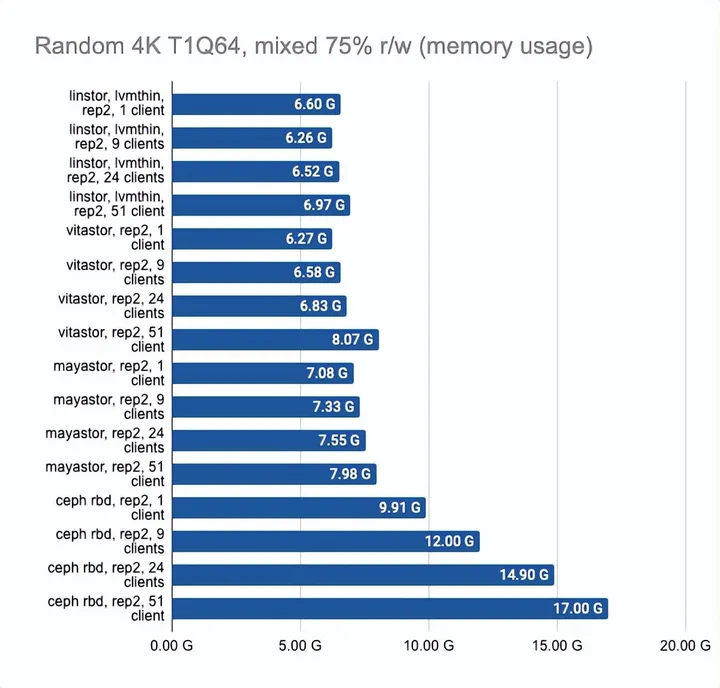 Random 4K T1Q64, mixed 75% r/w (memory usage)
linstor, lvmthin,
rep2, 1 client
6.60 G
linstor, lvmthin,
rep2, 9 clients
6.26 G
linstor, lvmthin,
rep2, 24 clients
6.52 G
linstor, lvmthin,
rep2, 51 client
6.97 G
vitastor, rep2, 1
client
6.27 G
vitastor, rep2, 9
clients
6.58 G
vitastor, rep2, 24
clients
6.83 G
vitastor, rep2, 51
client
8.07 G
mayastor, rep2, 1
client
7.08 G
mayastor, rep2, 9
clients
7.33 G
mayastor, rep2, 24
clients
7.55 G
mayastor, rep2, 51
client
7.98 G
ceph rbd, rep2, 1
client
9.91 G
ceph rbd, rep2, 9
clients
12.00 G
ceph rbd, rep2, 24
clients
14.90 G
ceph rbd, rep2, 51
client
17.00 G
0.00 G 5.00 G 10.00 G 15.00 G 20.00 G